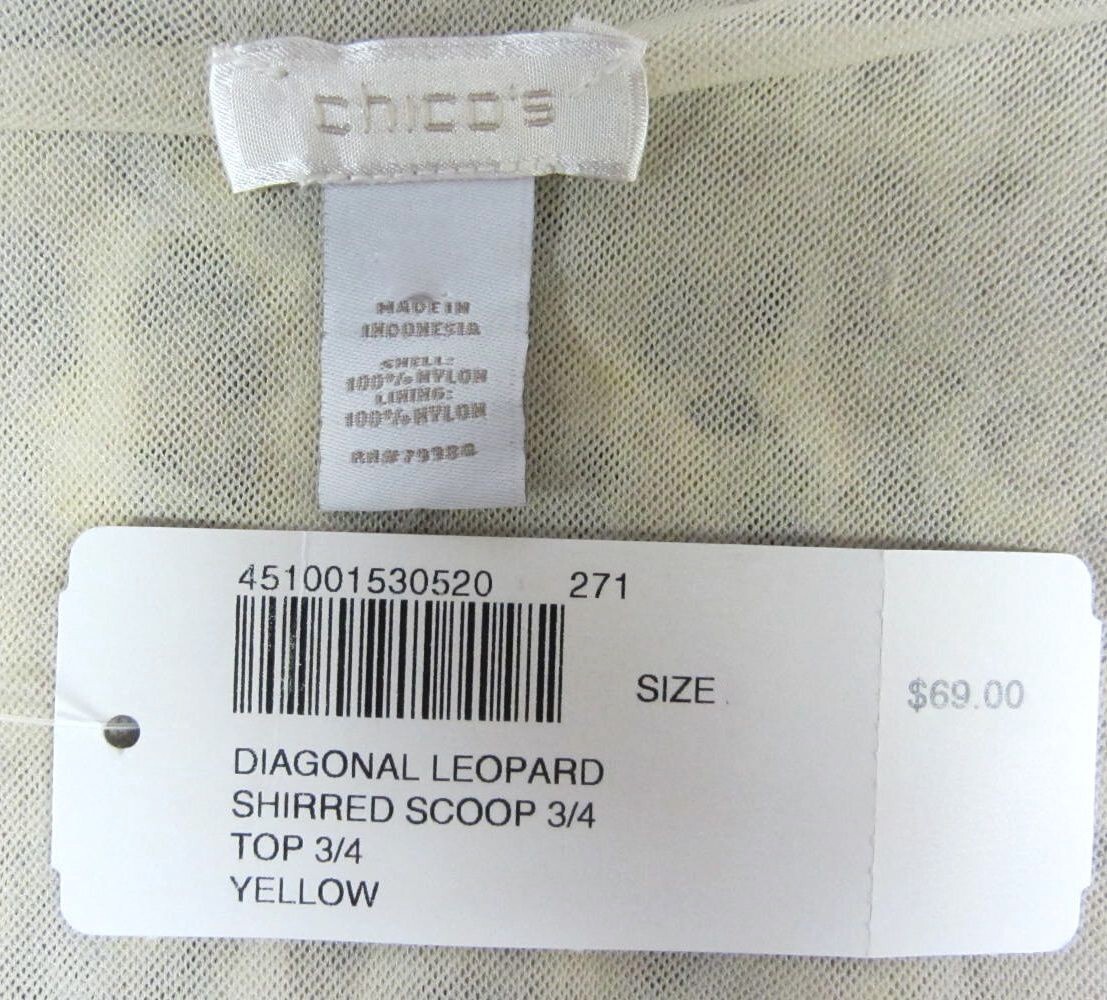 chico's
MADE IN
INDONESIA
SHELL:
100% NYLON
LINING:
100% NYLON
451001530520 271
SIZE
$69.00
DIAGONAL LEOPARD
SHIRRED SCOOP 3/4
TOP 3/4
YELLOW